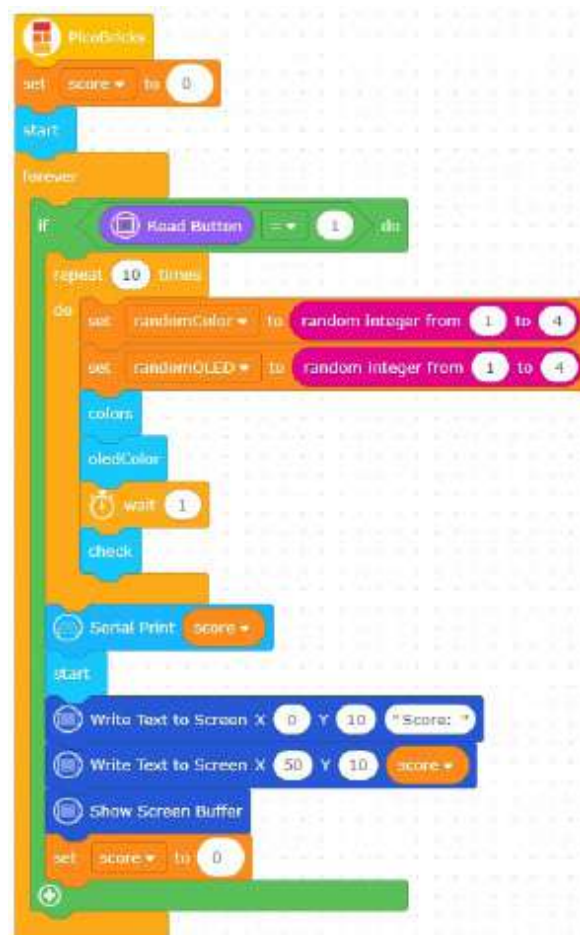 PicoBricks
set score to 0
start
forever
if Read Button = 1 do
repeat 10 times
do set randomColor to random integer from 1 to 4
set randomOLED to random integer from 1 to 4
colors
oledColor
wait 1
check
Serial Print score
start
Write Text to Screen X 0 Y 10 "Score: "
Write Text to Screen X 50 Y 10 score
Show Screen Buffer
set score to 0